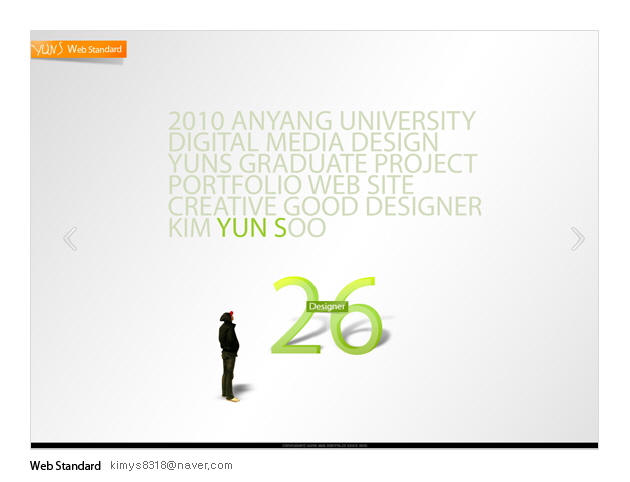 YUNS Web Standard
2010 ANYANG UNIVERSITY
DIGITAL MEDIA DESIGN
YUNS GRADUATE PROJECT
PORTFOLIO WEB SITE
CREATIVE GOOD DESIGNER
KIM YUN SOO
26
Designer
Web Standard kimys8318@naver.com